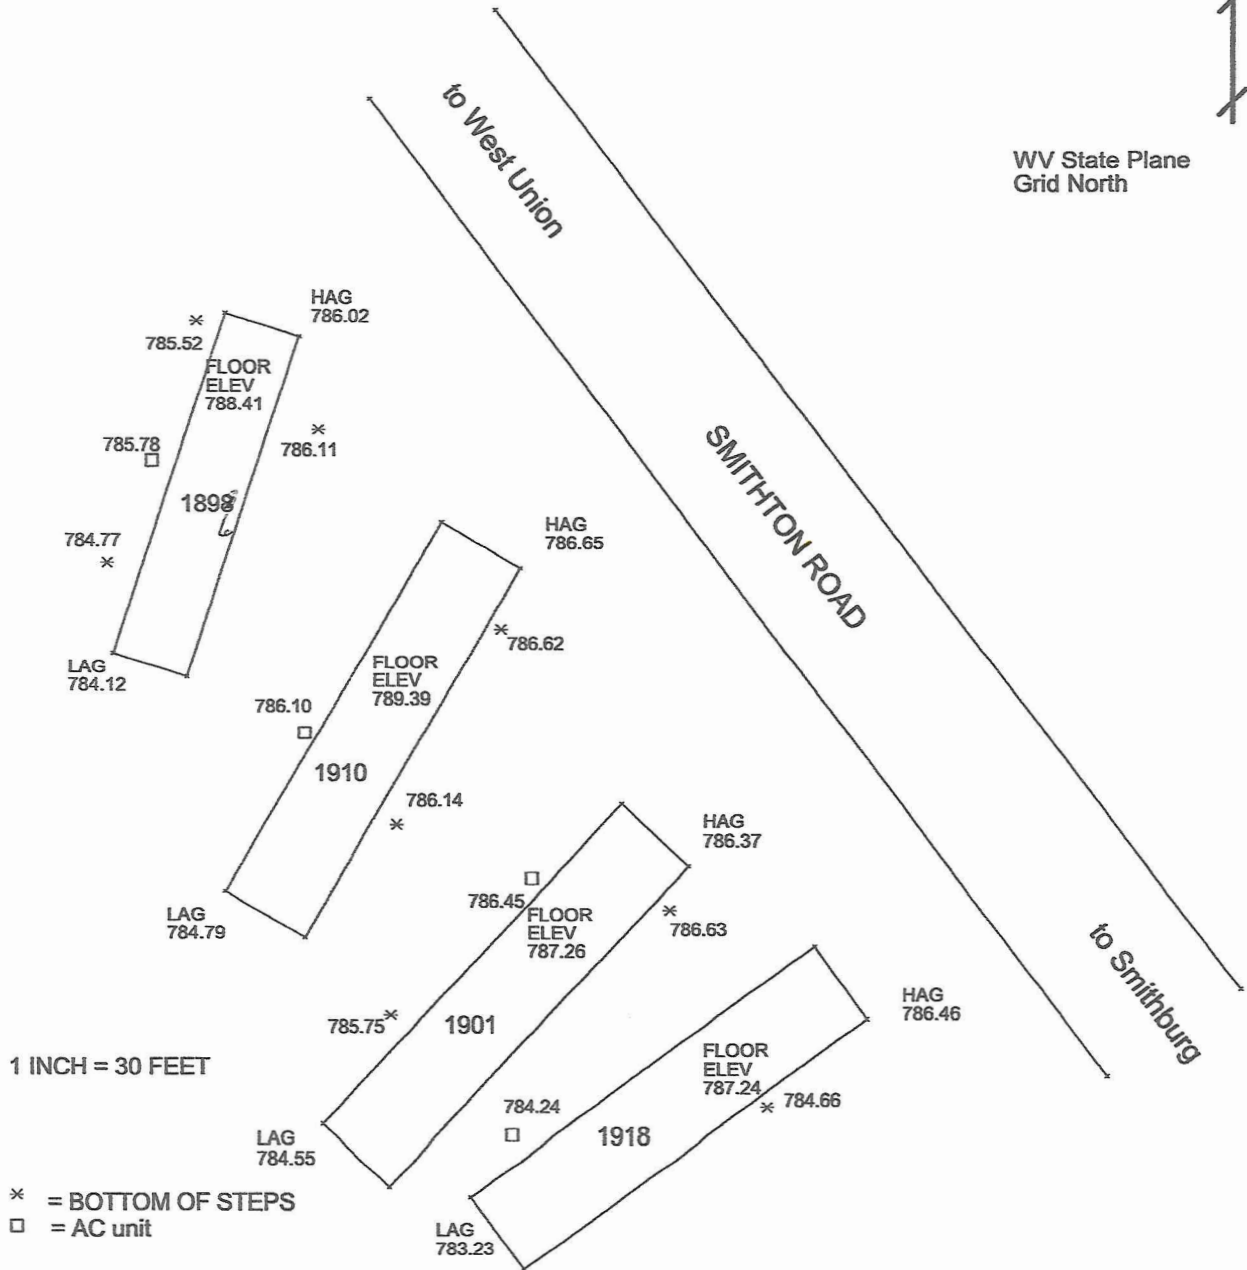 to West Union
WV State Plane
Grid North
HAG
786.02
785.52
FLOOR
ELEV
788.41
785.78
786.11
1898
784.77
LAG
784.12
SMITHTON ROAD
HAG
786.65
786.62
FLOOR
ELEV
789.39
786.10
1910
786.14
LAG
784.79
HAG
786.37
786.45
FLOOR
ELEV
787.26
786.63
785.75
1901
LAG
784.55
to Smithburg
HAG
786.46
FLOOR
ELEV
787.24
784.66
784.24
1918
LAG
783.23
1 INCH = 30 FEET
* = BOTTOM OF STEPS
□ = AC unit